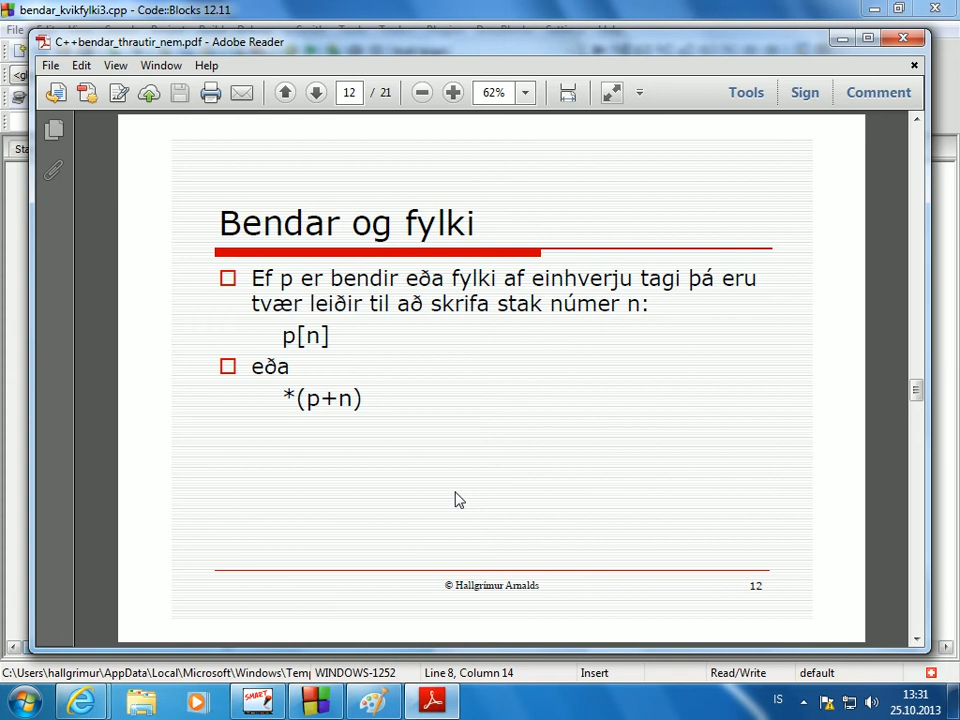 bendar_kvikfylki3.cpp - Code::Blocks 12.11
C++bendar_thrautir_nem.pdf - Adobe Reader
File Edit View Window Help
12 / 21 62% Tools Sign Comment
Sta
Bendar og fylki
Ef p er bendir eða fylki af einhverju tagi þá eru
tvær leiðir til að skrifa stak númer n:
p[n]
eða
*(p+n)
© Hallgrímur Arnalds 12
C:\Users\hallgrimur\AppData\Local\Microsoft\Windows\Temp WINDOWS-1252 Line 8, Column 14 Insert Read/Write default
SMART
IS 13:31
25.10.2013